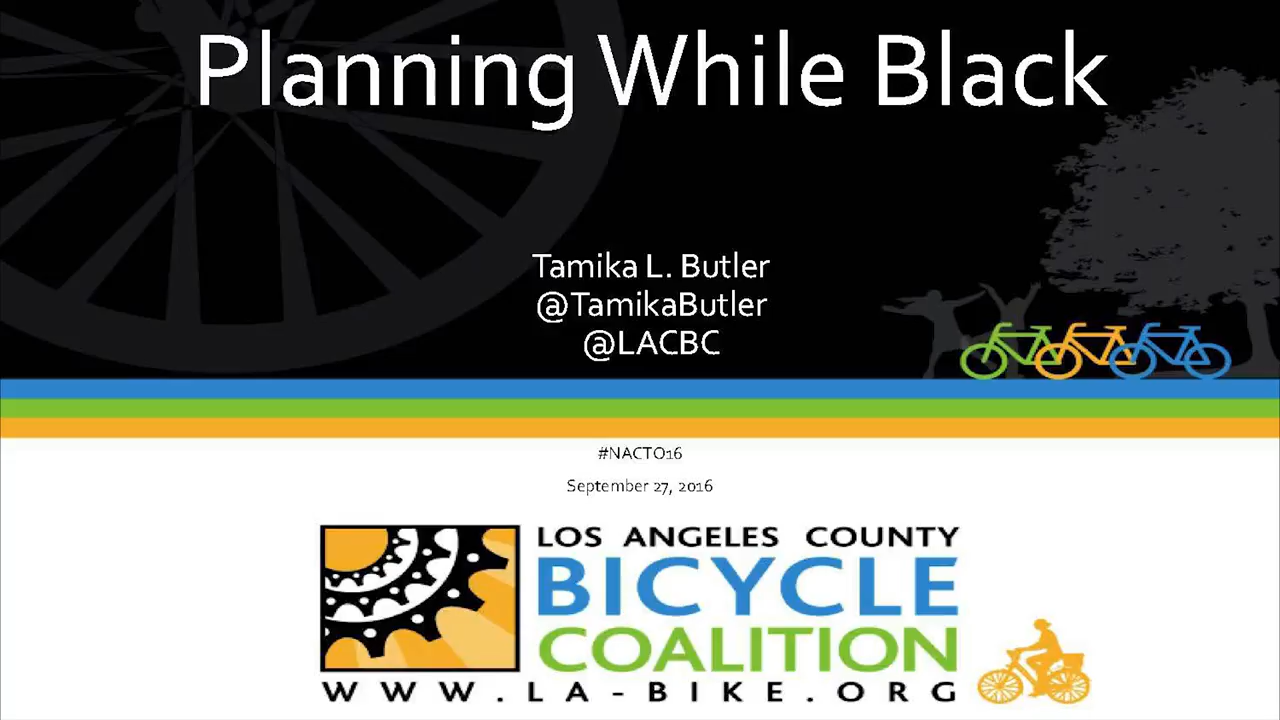 Planning While Black
Tamika L. Butler
@TamikaButler
@LACBC
#NACTO16
September 27, 2016
LOS ANGELES COUNTY
BICYCLE
COALITION
WWW.LA-BIKE.ORG